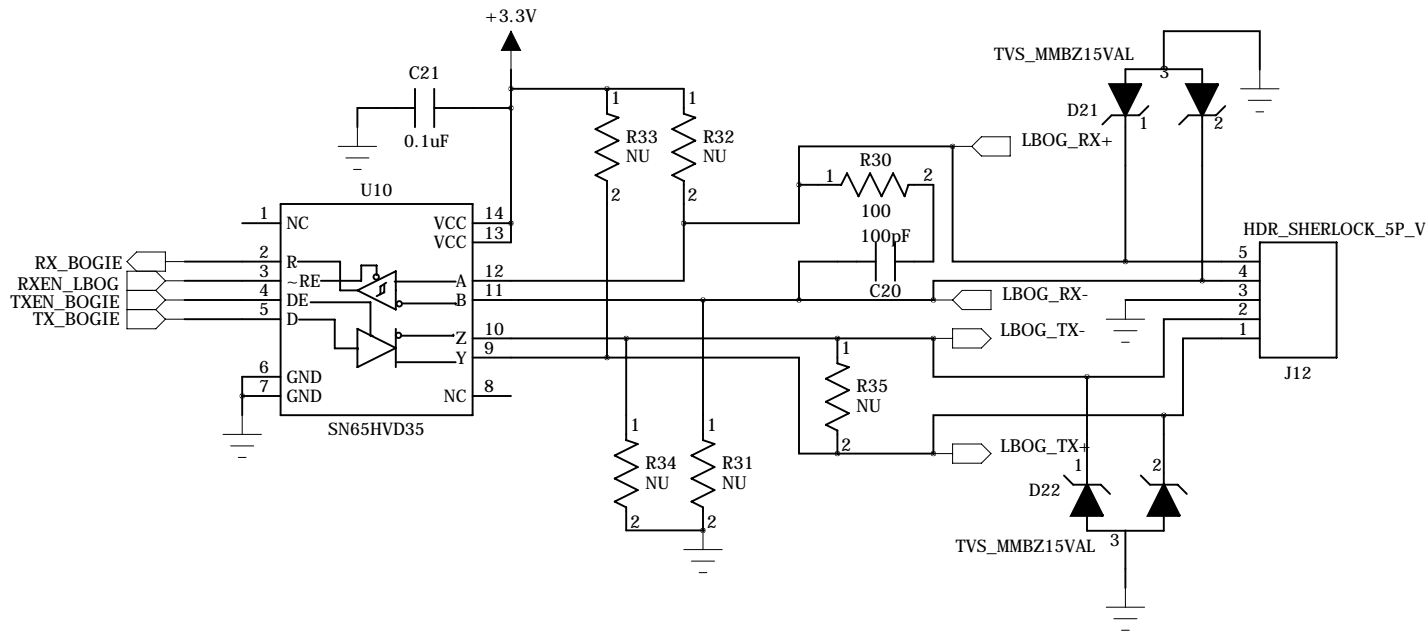 +3.3V
C21
0.1uF
1
R33
NU
2
1
R32
NU
2
TVS_MMBZ15VAL
3
D21
1
2
LBOG_RX+
R30
1
2
100
100pF
C20
U10
1
NC
VCC
14
VCC
13
RX_BOGIE
2
R
RXEN_LBOG
3
~RE
A
12
TXEN_BOGIE
4
DE
B
11
TX_BOGIE
5
D
Z
10
Y
9
6
GND
7
GND
NC
8
SN65HVD35
LBOG_RX-
LBOG_TX-
HDR_SHERLOCK_5P_V
5
4
3
2
1
J12
1
R35
NU
2
LBOG_TX+
1
R34
NU
2
1
R31
NU
2
1
2
D22
3
TVS_MMBZ15VAL